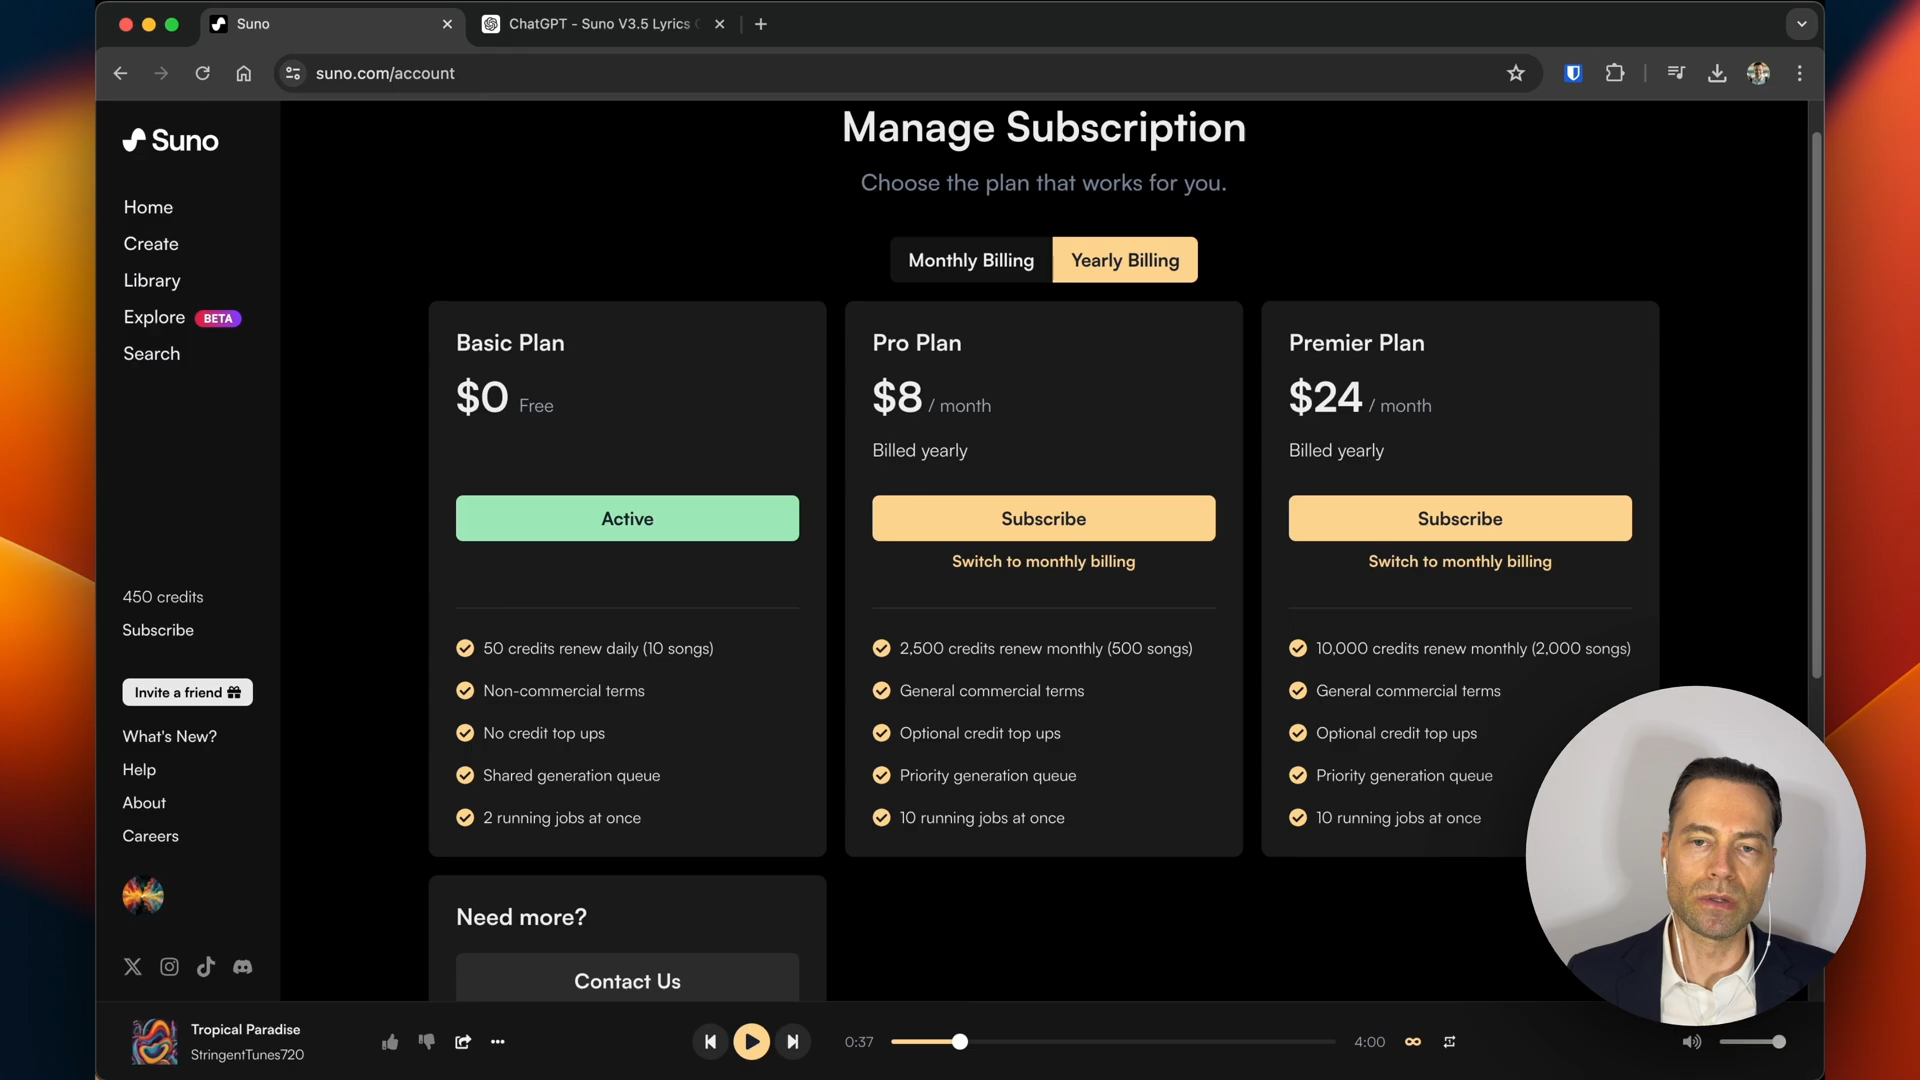 Suno
ChatGPT - Suno V3.5 Lyrics
suno.com/account
Suno
Home
Create
Library
Explore BETA
Search
450 credits
Subscribe
Invite a friend
What's New?
Help
About
Careers
Manage Subscription
Choose the plan that works for you.
Monthly Billing
Yearly Billing
Basic Plan
$0 Free
Active
50 credits renew daily (10 songs)
Non-commercial terms
No credit top ups
Shared generation queue
2 running jobs at once
Pro Plan
$8 / month
Billed yearly
Subscribe
Switch to monthly billing
2,500 credits renew monthly (500 songs)
General commercial terms
Optional credit top ups
Priority generation queue
10 running jobs at once
Premier Plan
$24 / month
Billed yearly
Subscribe
Switch to monthly billing
10,000 credits renew monthly (2,000 songs)
General commercial terms
Optional credit top ups
Priority generation queue
10 running jobs at once
Need more?
Contact Us
Tropical Paradise
StringentTunes720
0:37
4:00